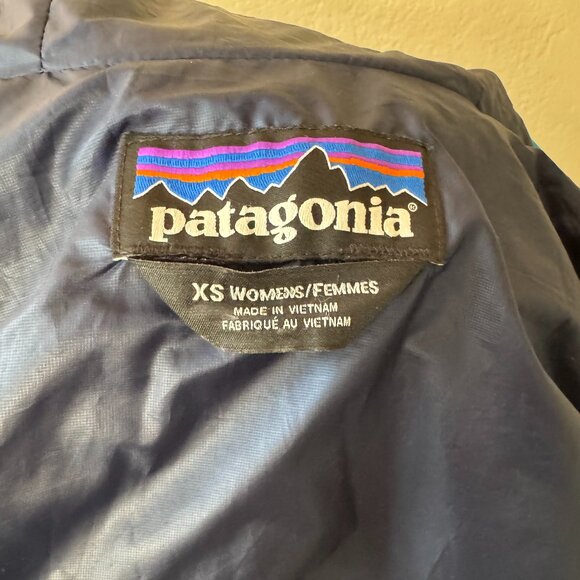 patagonia®
XS WOMENS/FEMMES
MADE IN VIETNAM
FABRIQUÉ AU VIETNAM